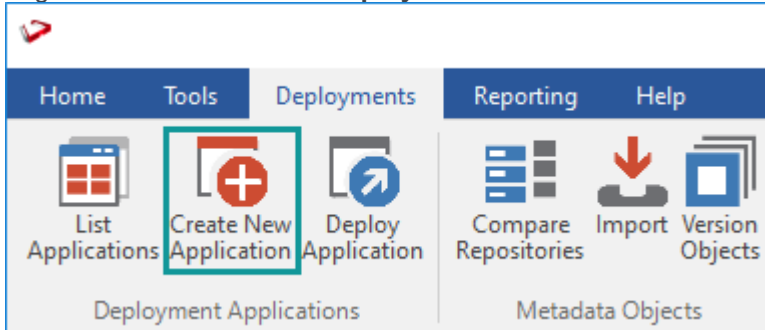 Home Tools Deployments Reporting Help
List Applications
Create New Application
Deploy Application
Compare Repositories
Import
Version Objects
Deployment Applications
Metadata Objects